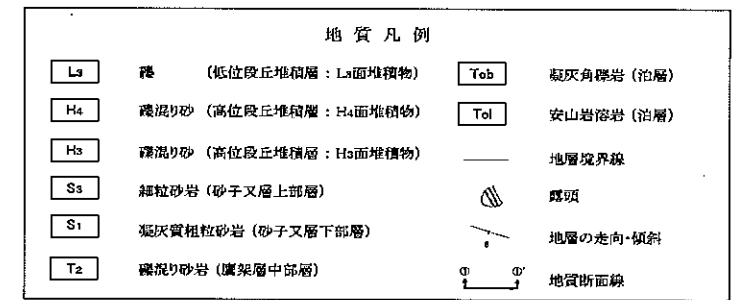 地質凡例
L3 礫 (低位段丘堆積層:L3面堆積物)
H4 礫混り砂 (高位段丘堆積層:H4面堆積物)
H3 礫混り砂 (高位段丘堆積層:H3面堆積物)
S3 細粒砂岩 (砂子又層上部層)
S1 凝灰質粗粒砂岩 (砂子又層下部層)
T2 礫混り砂岩 (鷹架層中部層)
Tob 凝灰角礫岩 (泊層)
Tol 安山岩溶岩 (泊層)
地層境界線
露頭
地層の走向・傾斜
① ①' 地質断面線